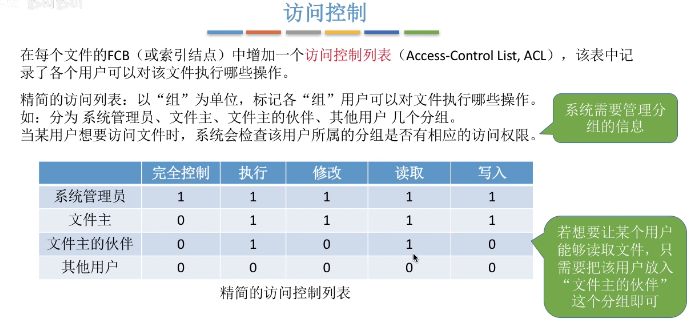 访问控制
在每个文件的FCB（或索引结点）中增加一个访问控制列表（Access-Control List, ACL），该表中记
录了各个用户可以对该文件执行哪些操作。
精简的访问列表：以“组”为单位，标记各“组”用户可以对文件执行哪些操作。
如：分为 系统管理员、文件主、文件主的伙伴、其他用户 几个分组。
当某用户想要访问文件时，系统会检查该用户所属的分组是否有相应的访问权限。
系统需要管理分
组的信息
完全控制 执行 修改 读取 写入
系统管理员 1 1 1 1 1
文件主 0 1 1 1 1
文件主的伙伴 0 1 0 1 0
其他用户 0 0 0 0 0
精简的访问控制列表
若想要让某个用户
能够读取文件，只
需要把该用户放入
“文件主的伙伴”
这个分组即可